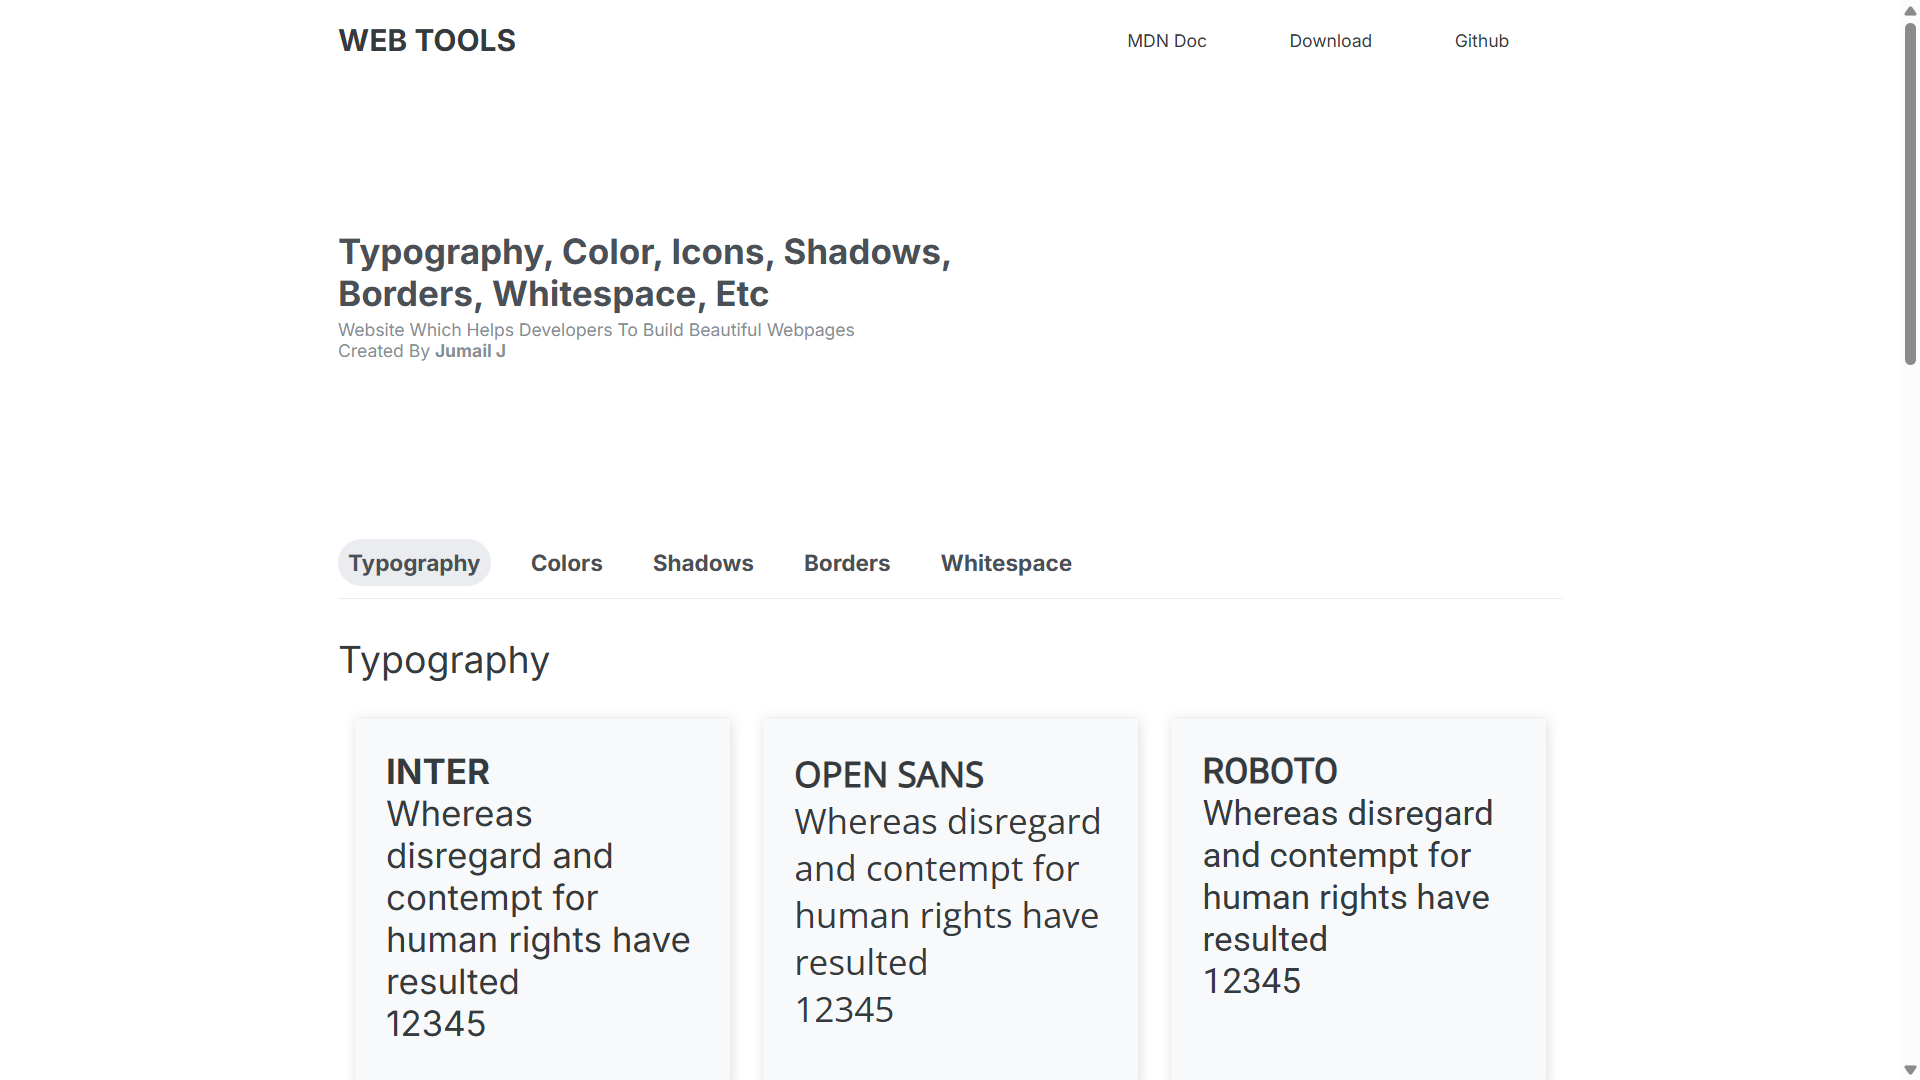 WEB TOOLS
MDN Doc
Download
Github
Typography, Color, Icons, Shadows,
Borders, Whitespace, Etc
Website Which Helps Developers To Build Beautiful Webpages
Created By Jumail J
Typography
Colors
Shadows
Borders
Whitespace
Typography
INTER
Whereas
disregard and
contempt for
human rights have
resulted
12345
OPEN SANS
Whereas disregard
and contempt for
human rights have
resulted
12345
ROBOTO
Whereas disregard
and contempt for
human rights have
resulted
12345